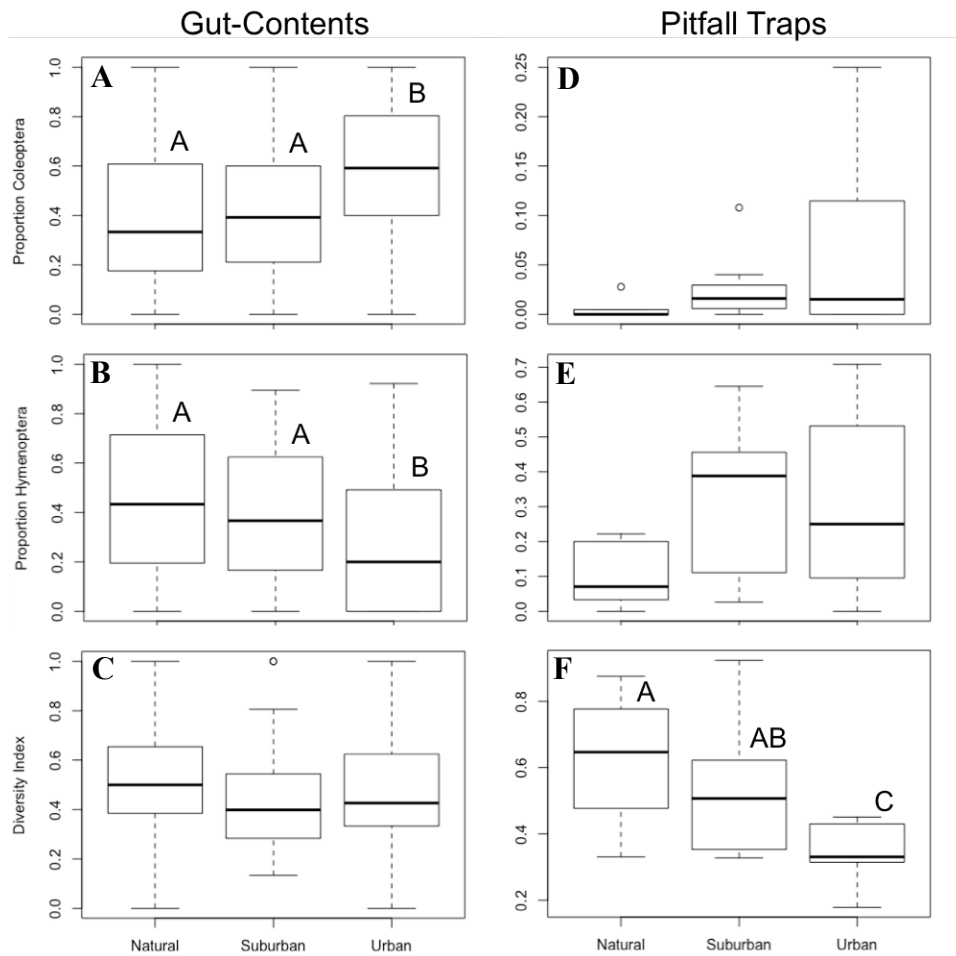 Gut-Contents
Pitfall Traps
A
Proportion Coleoptera
0.0 0.2 0.4 0.6 0.8 1.0
A
A
B
D
0.00 0.05 0.10 0.15 0.20 0.25
B
Proportion Hymenoptera
0.0 0.2 0.4 0.6 0.8 1.0
A
A
B
E
0.0 0.1 0.2 0.3 0.4 0.5 0.6 0.7
C
Diversity Index
0.0 0.2 0.4 0.6 0.8 1.0
Natural Suburban Urban
F
0.2 0.4 0.6 0.8
A
AB
C
Natural Suburban Urban